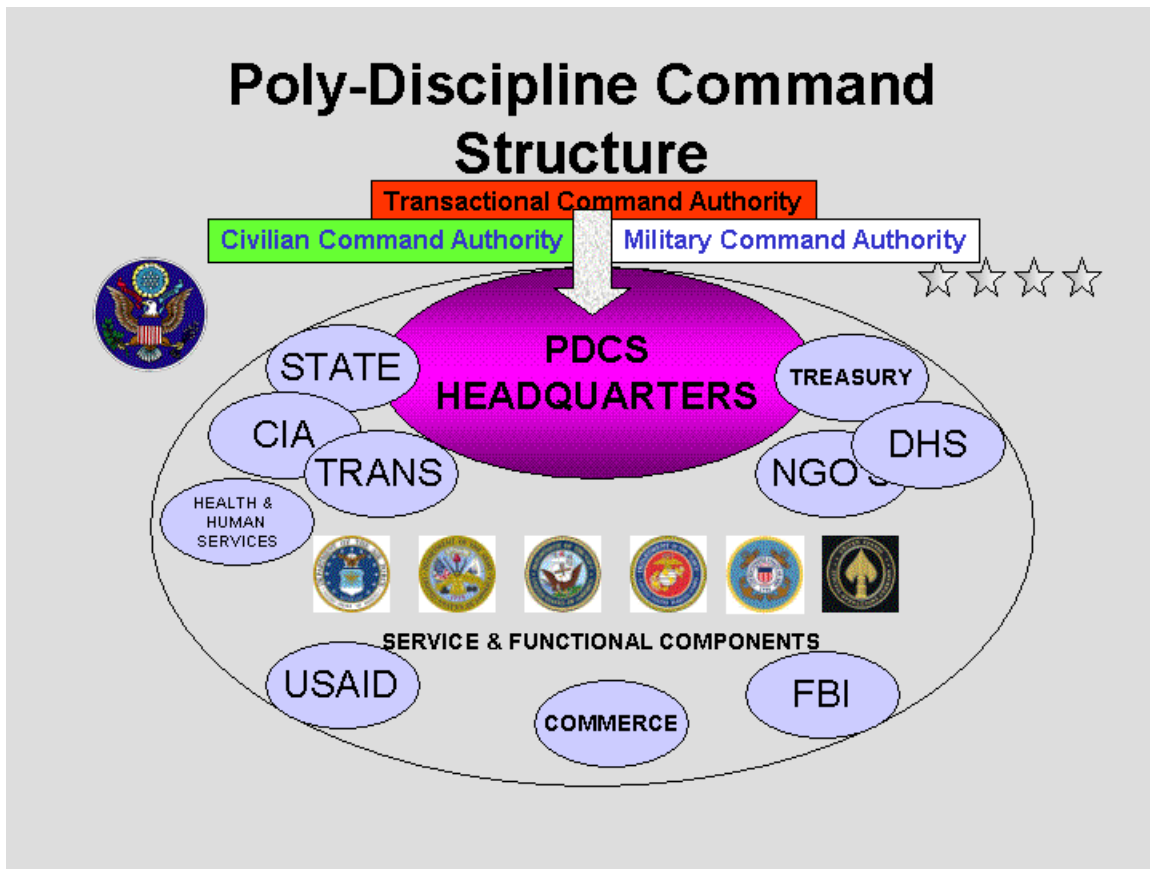 Poly-Discipline Command
Structure
Transactional Command Authority
Civilian Command Authority
Military Command Authority
PDCS
HEADQUARTERS
STATE
TREASURY
CIA
DHS
TRANS
NGO'S
HEALTH &
HUMAN
SERVICES
SERVICE & FUNCTIONAL COMPONENTS
USAID
FBI
COMMERCE